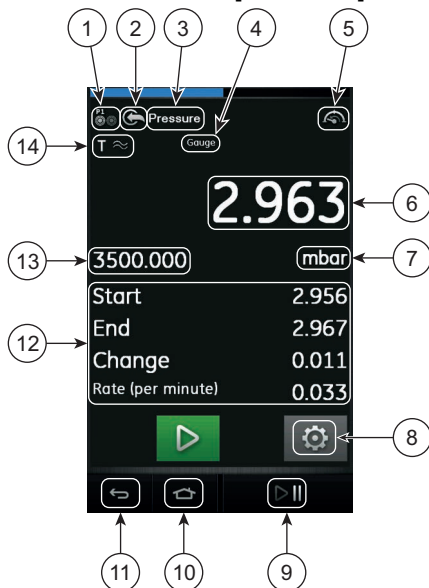 1 2 3 4 5
P1 Pressure
14 T Gauge
2.963 6
13 3500.000 mbar 7
12
Start 2.956
End 2.967
Change 0.011
Rate (per minute) 0.033
8
11 10 9